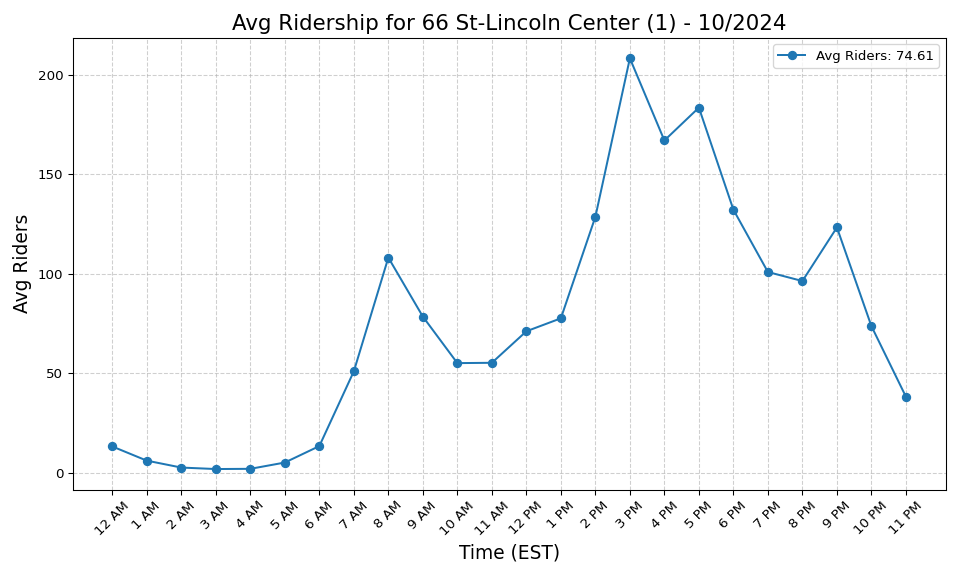 Avg Ridership for 66 St-Lincoln Center (1) - 10/2024
Avg Riders: 74.61
200
150
100
50
0
Avg Riders
12 AM
1 AM
2 AM
3 AM
4 AM
5 AM
6 AM
7 AM
8 AM
9 AM
10 AM
11 AM
12 PM
1 PM
2 PM
3 PM
4 PM
5 PM
6 PM
7 PM
8 PM
9 PM
10 PM
11 PM
Time (EST)